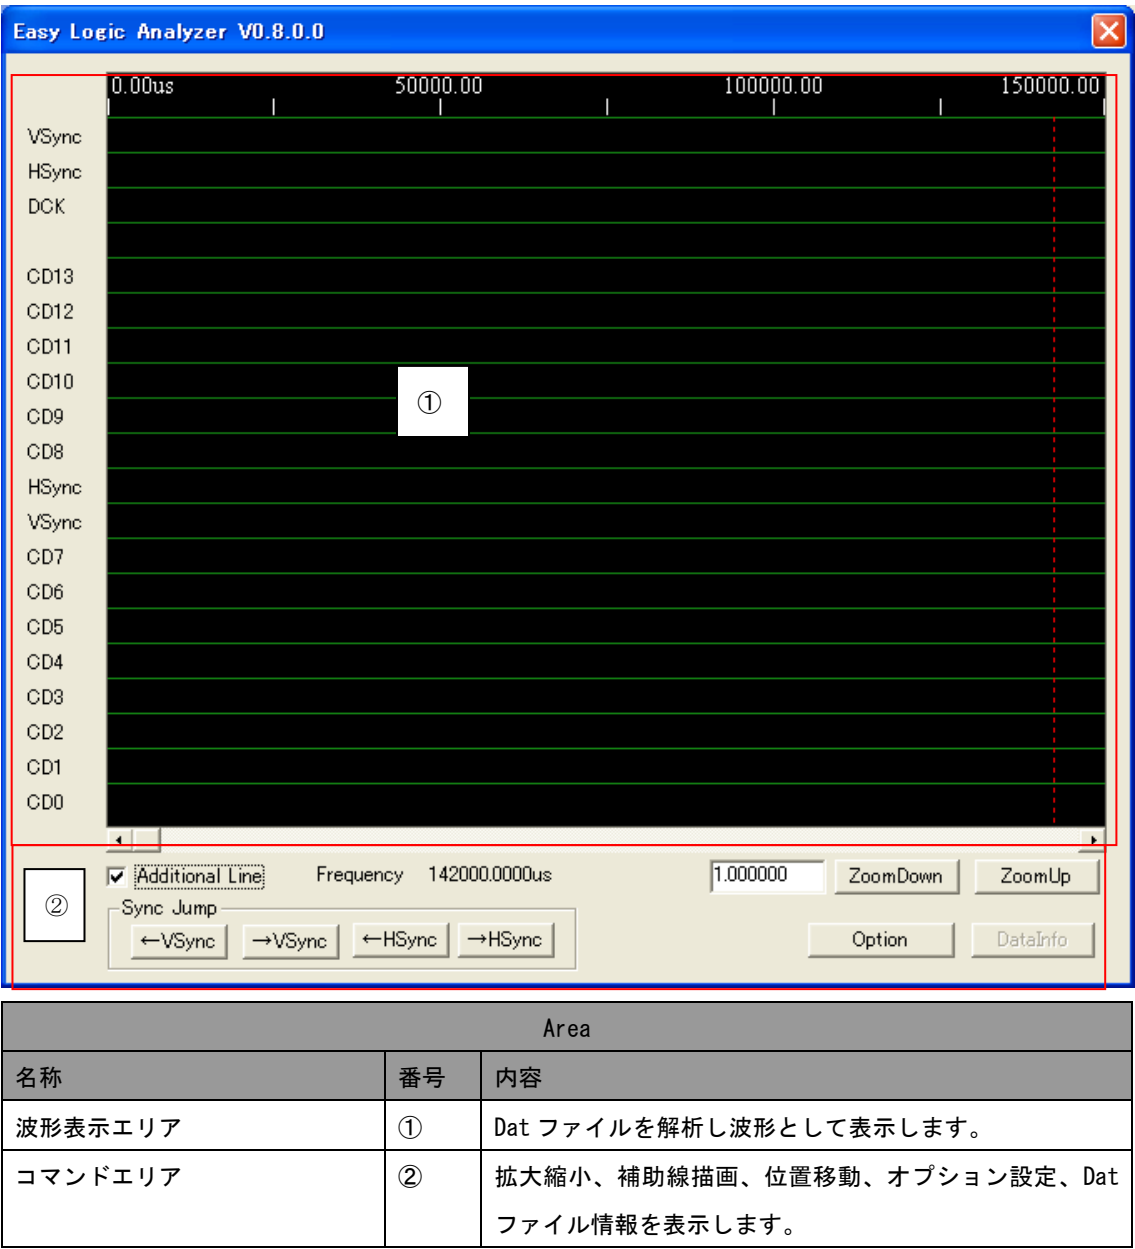 Easy Logic Analyzer V0.8.0.0
0.00us 50000.00 100000.00 150000.00
VSync
HSync
DCK
CD13
CD12
CD11
CD10
①
CD9
CD8
HSync
VSync
CD7
CD6
CD5
CD4
CD3
CD2
CD1
CD0
Additional Line Frequency 142000.0000us 1.000000 ZoomDown ZoomUp
②
Sync Jump
←VSync →VSync ←HSync →HSync Option DataInfo
Area
名称 番号 内容
波形表示エリア ① Dat ファイルを解析し波形として表示します。
コマンドエリア ② 拡大縮小、補助線描画、位置移動、オプション設定、Dat
ファイル情報を表示します。